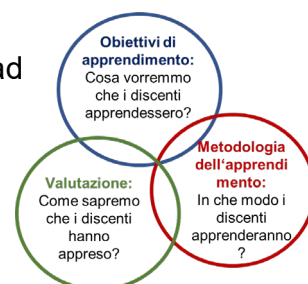 ad
Obiettivi di
apprendimento:
Cosa vorremmo
che i discenti
apprendessero?
Metodologia
dell'apprendi
mento:
In che modo i
discenti
apprenderanno
?
Valutazione:
Come sapremo
che i discenti
hanno
appreso?